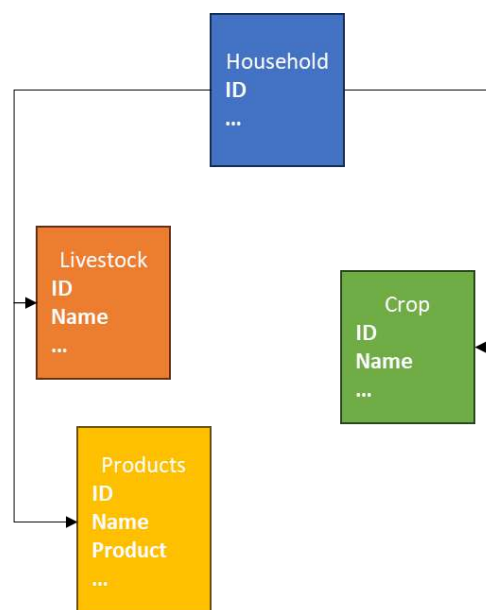 Household
ID
...
Livestock
ID
Name
...
Crop
ID
Name
...
Products
ID
Name
Product
...